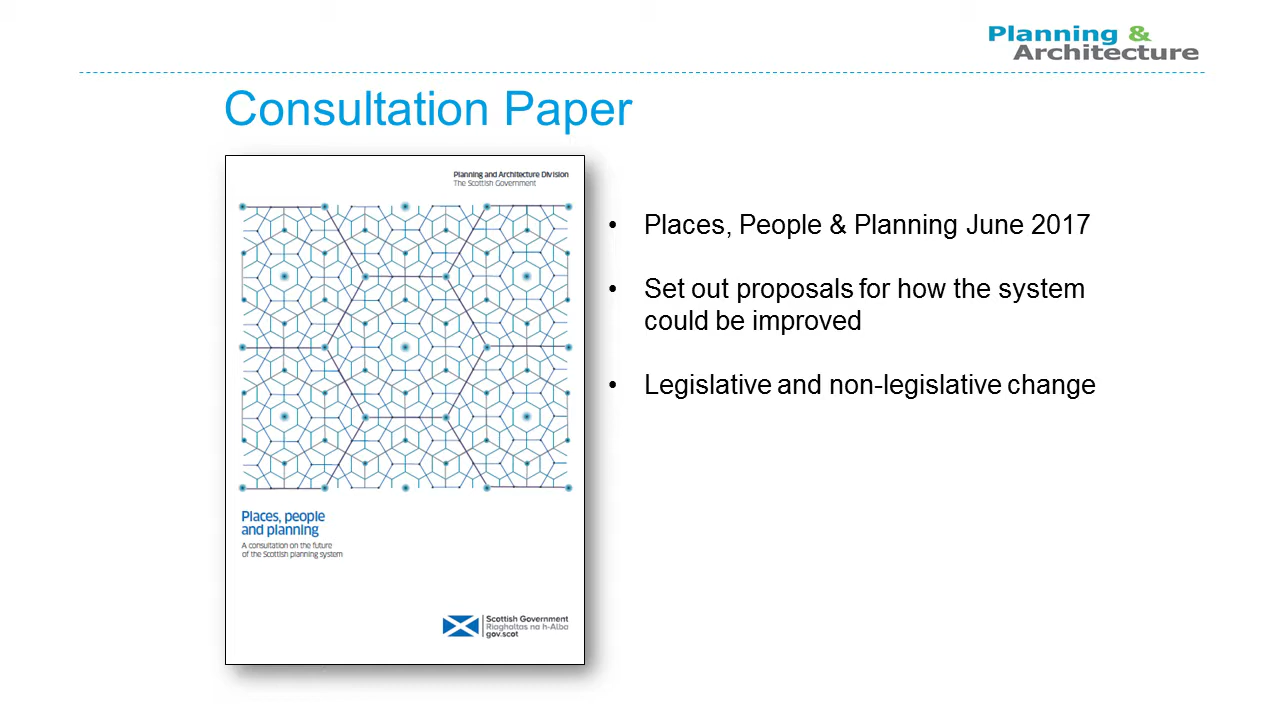 Planning &
Architecture
Consultation Paper
Planning and Architecture Division
The Scottish Government
Places, people
and planning
A consultation on the future
of the Scottish planning system
Scottish Government
Riaghaltas na h-Alba
gov.scot
• Places, People & Planning June 2017
• Set out proposals for how the system
could be improved
• Legislative and non-legislative change